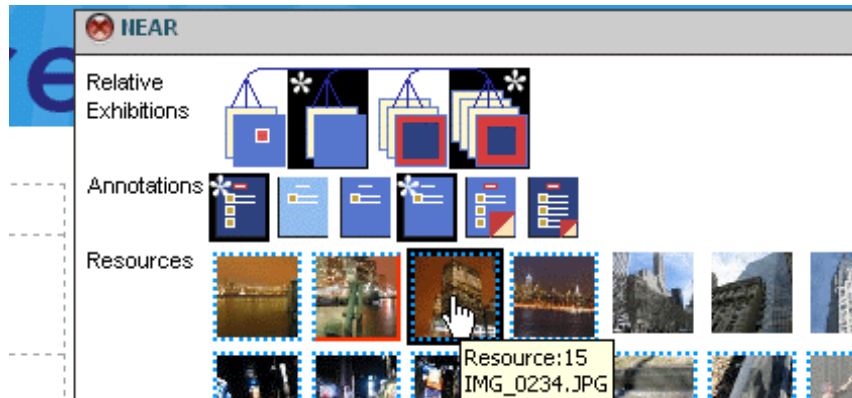 NEAR
Relative
Exhibitions
Annotations
Resources
Resource:15
IMG_0234.JPG